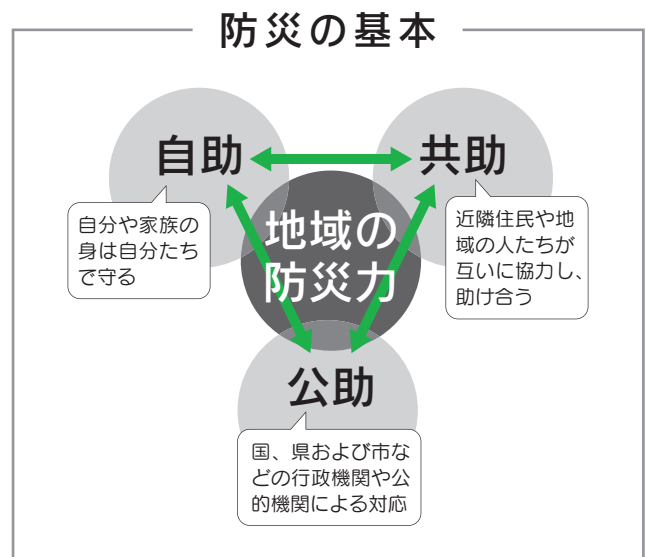 防災の基本
自助
共助
自分や家族の
身は自分たち
で守る
近隣住民や地
域の人たちが
互いに協力し、
助け合う
地域の
防災力
公助
国、県および市な
どの行政機関や公
的機関による対応